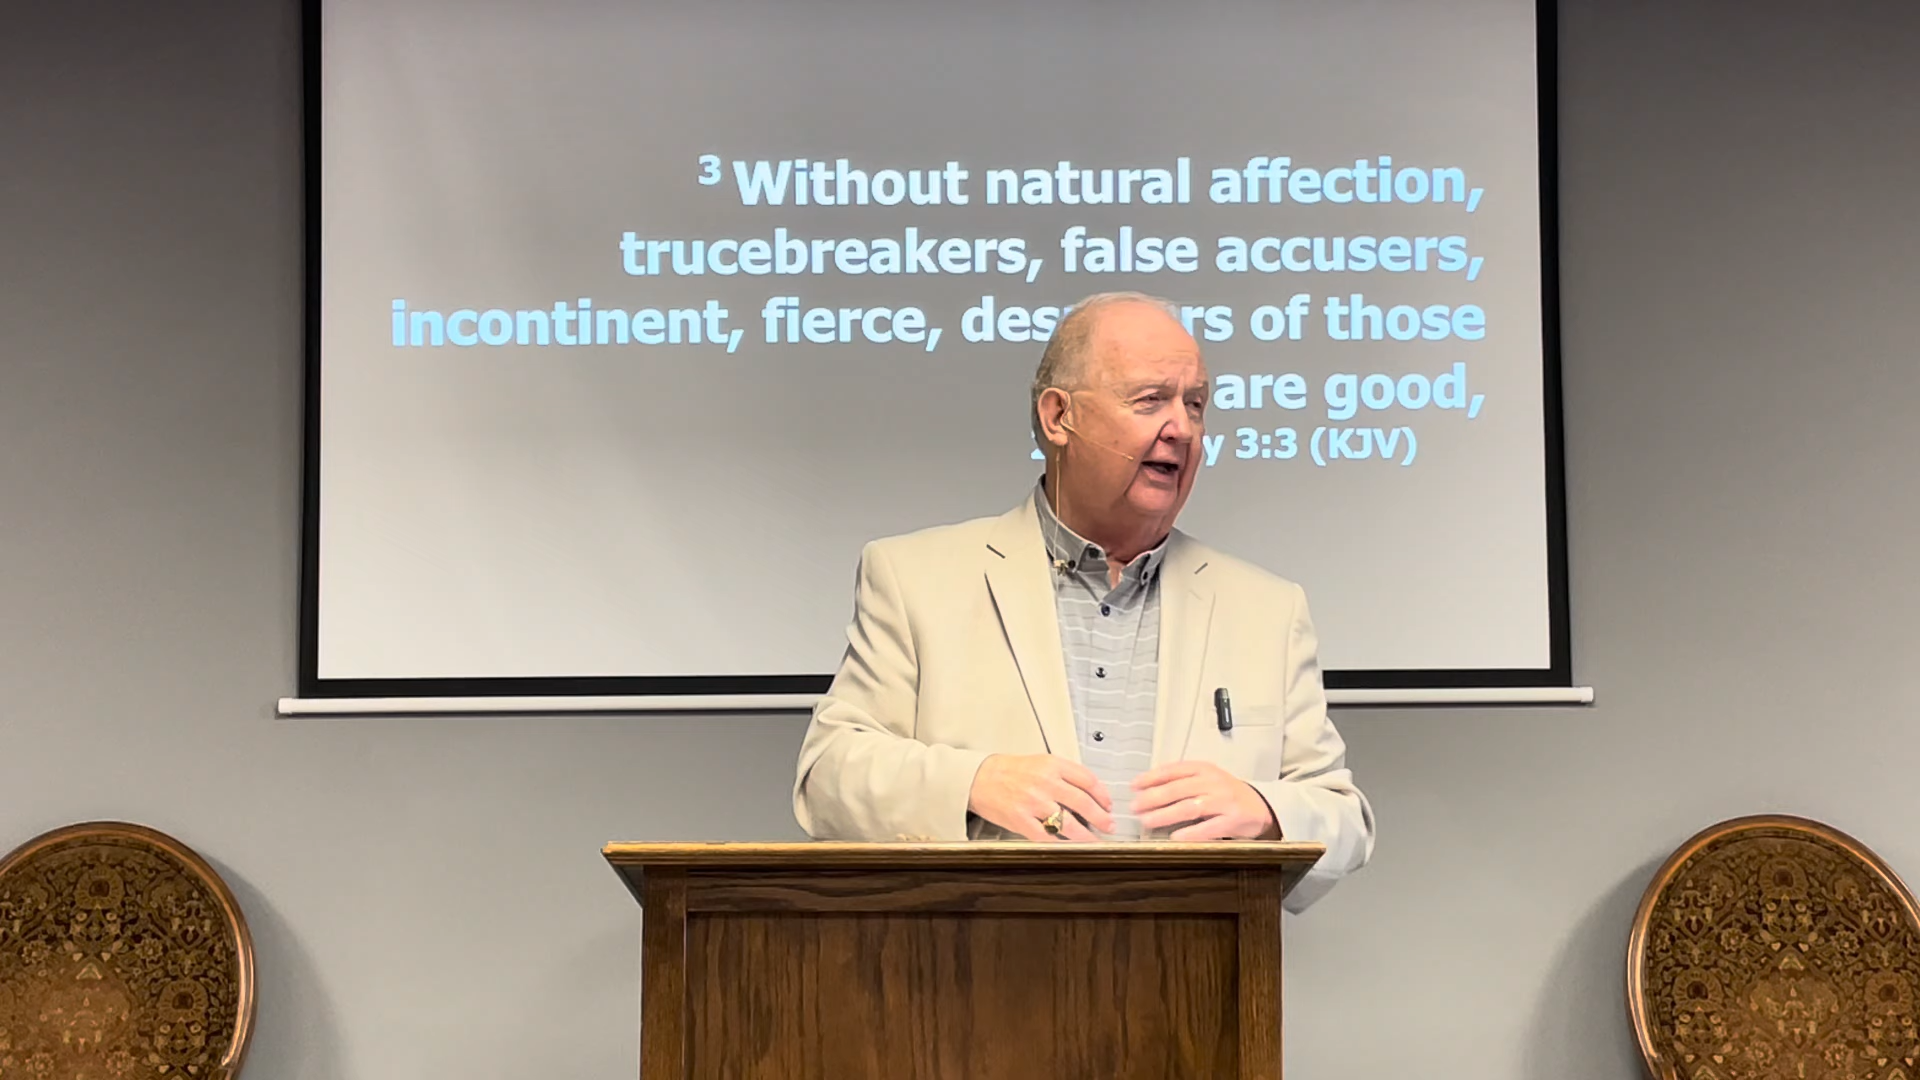 3 Without natural affection,
trucebreakers, false accusers,
incontinent, fierce, of those
are good,
3:3 (KJV)